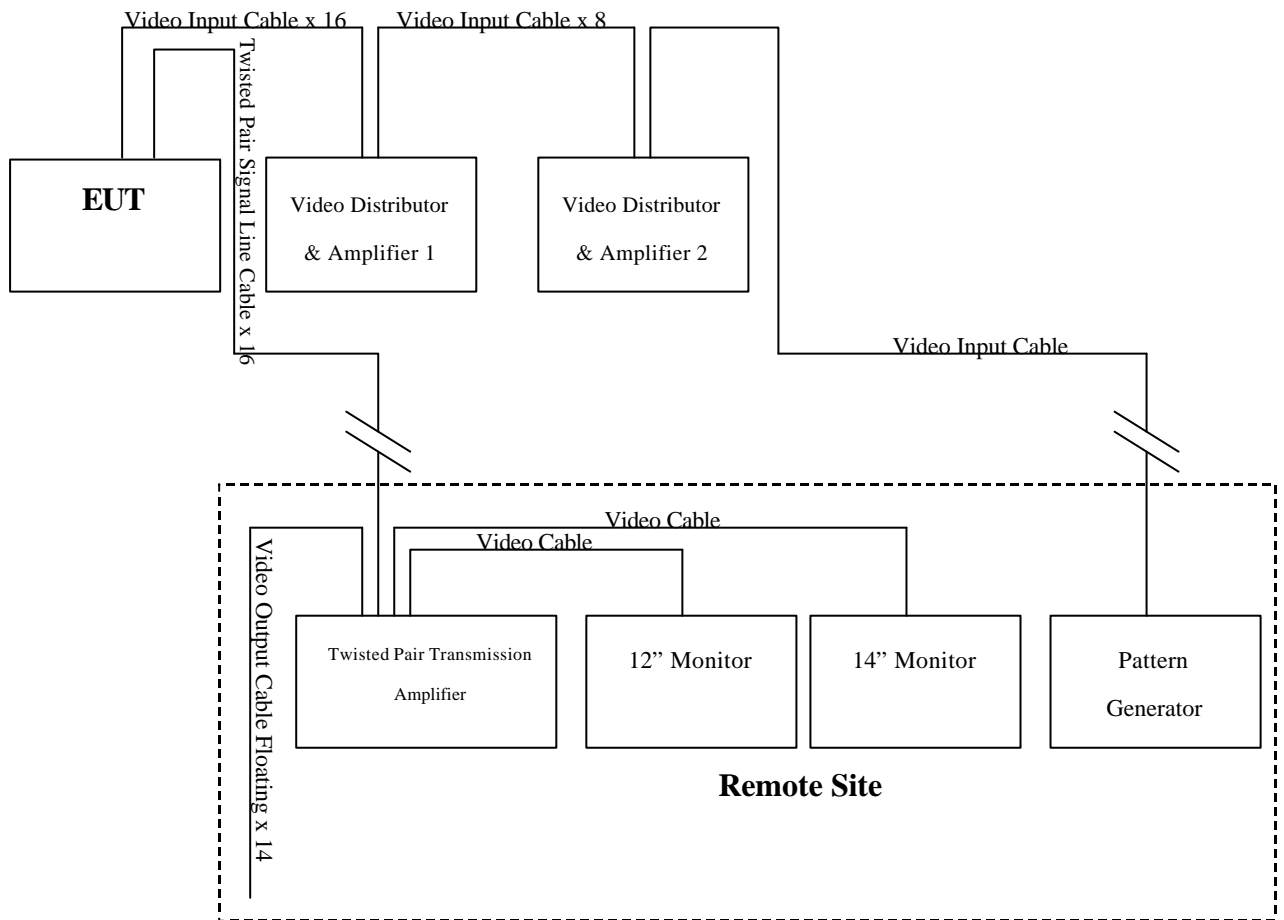 Video Input Cable x 16
Video Input Cable x 8
Twisted Pair Signal Line Cable x 16
EUT
Video Distributor
& Amplifier 1
Video Distributor
& Amplifier 2
Video Input Cable
Video Cable
Video Cable
Video Output Cable Floating x 14
Twisted Pair Transmission
Amplifier
12” Monitor
14” Monitor
Pattern
Generator
Remote Site